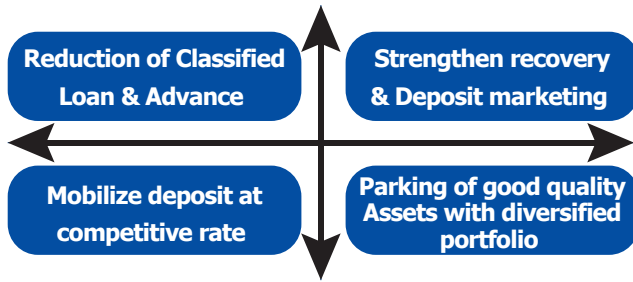 Reduction of Classified
Loan & Advance
Strengthen recovery
& Deposit marketing
Mobilize deposit at
competitive rate
Parking of good quality
Assets with diversified
portfolio